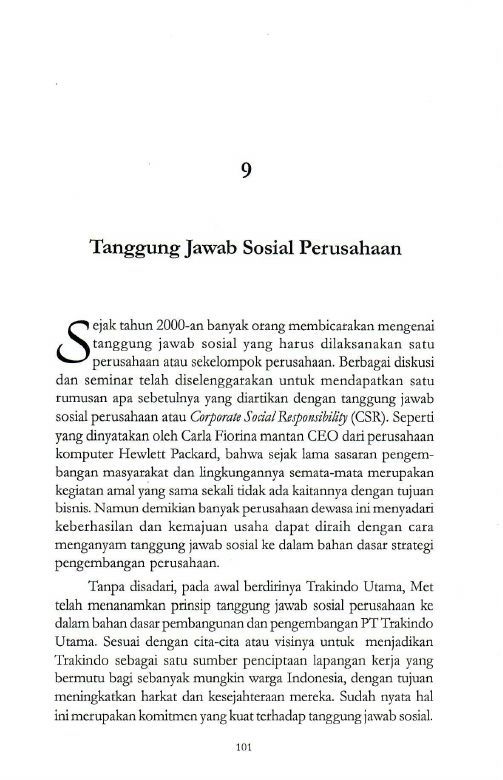 9
Tanggung Jawab Sosial Perusahaan
Sejak tahun 2000-an banyak orang membicarakan mengenai
tanggung jawab sosial yang harus dilaksanakan satu
perusahaan atau sekelompok perusahaan. Berbagai diskusi
dan seminar telah diselenggarakan untuk mendapatkan satu
rumusan apa sebetulnya yang diartikan dengan tanggung jawab
sosial perusahaan atau Corporate Social Responsibility (CSR). Seperti
yang dinyatakan oleh Carla Fiorina mantan CEO dari perusahaan
komputer Hewlett Packard, bahwa sejak lama sasaran pengem-
bangan masyarakat dan lingkungannya semata-mata merupakan
kegiatan amal yang sama sekali tidak ada kaitannya dengan tujuan
bisnis. Namun demikian banyak perusahaan dewasa ini menyadari
keberhasilan dan kemajuan usaha dapat diraih dengan cara
menganyam tanggung jawab sosial ke dalam bahan dasar strategi
pengembangan perusahaan.
Tanpa disadari, pada awal berdirinya Trakindo Utama, Met
telah menanamkan prinsip tanggung jawab sosial perusahaan ke
dalam bahan dasar pembangunan dan pengembangan PT Trakindo
Utama. Sesuai dengan cita-cita atau visinya untuk menjadikan
Trakindo sebagai satu sumber penciptaan lapangan kerja yang
bermutu bagi sebanyak mungkin warga Indonesia, dengan tujuan
meningkatkan harkat dan kesejahteraan mereka. Sudah nyata hal
ini merupakan komitmen yang kuat terhadap tanggung jawab sosial.
101